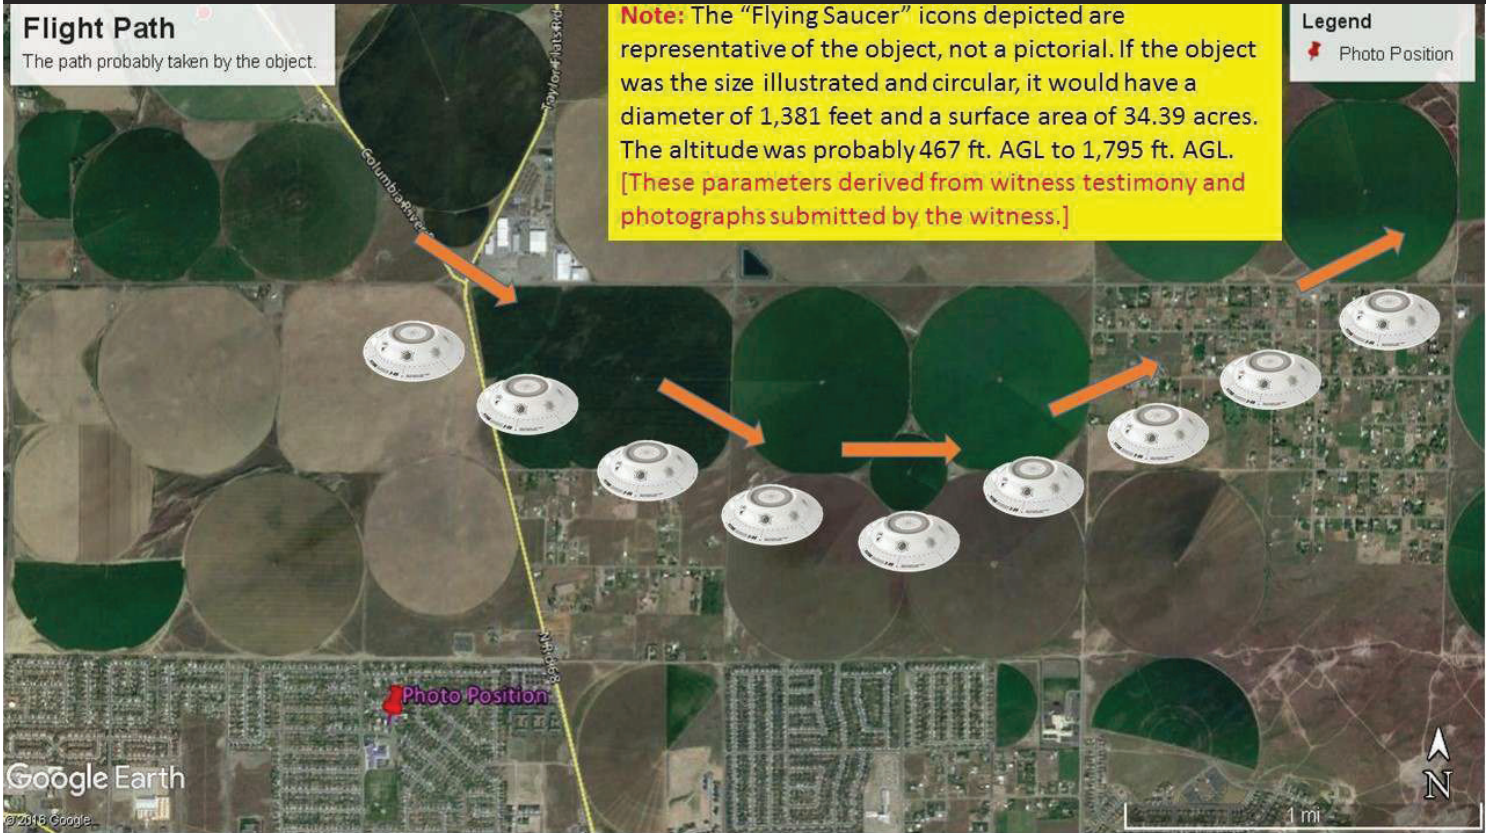 Flight Path
The path probably taken by the object.
Note: The “Flying Saucer” icons depicted are
representative of the object, not a pictorial. If the object
was the size illustrated and circular, it would have a
diameter of 1,381 feet and a surface area of 34.39 acres.
The altitude was probably 467 ft. AGL to 1,795 ft. AGL.
[These parameters derived from witness testimony and
photographs submitted by the witness.]
Legend
Photo Position
Taylor Flats Rd
Columbia River
N Rd 68
Photo Position
Google Earth
N
1 mi